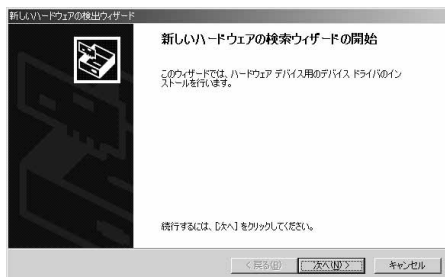 新しいハードウェアの検出ウィザード
新しいハードウェアの検索ウィザードの開始
このウィザードでは、ハードウェア デバイス用のデバイス ドライバのイン
ストールを行います。
続行するには、[次へ] をクリックしてください。
< 戻る(B)
次へ(N) >
キャンセル